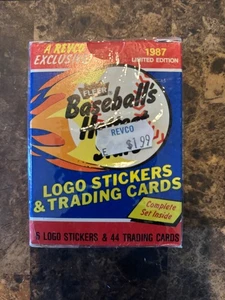 A REVCO
EXCLUSIVE!
1987
LIMITED EDITION
FLEER
Baseball's
REVCO
$1.99
LOGO STICKERS
& TRADING CARDS
Complete
Set Inside
5 LOGO STICKERS & 44 TRADING CARDS